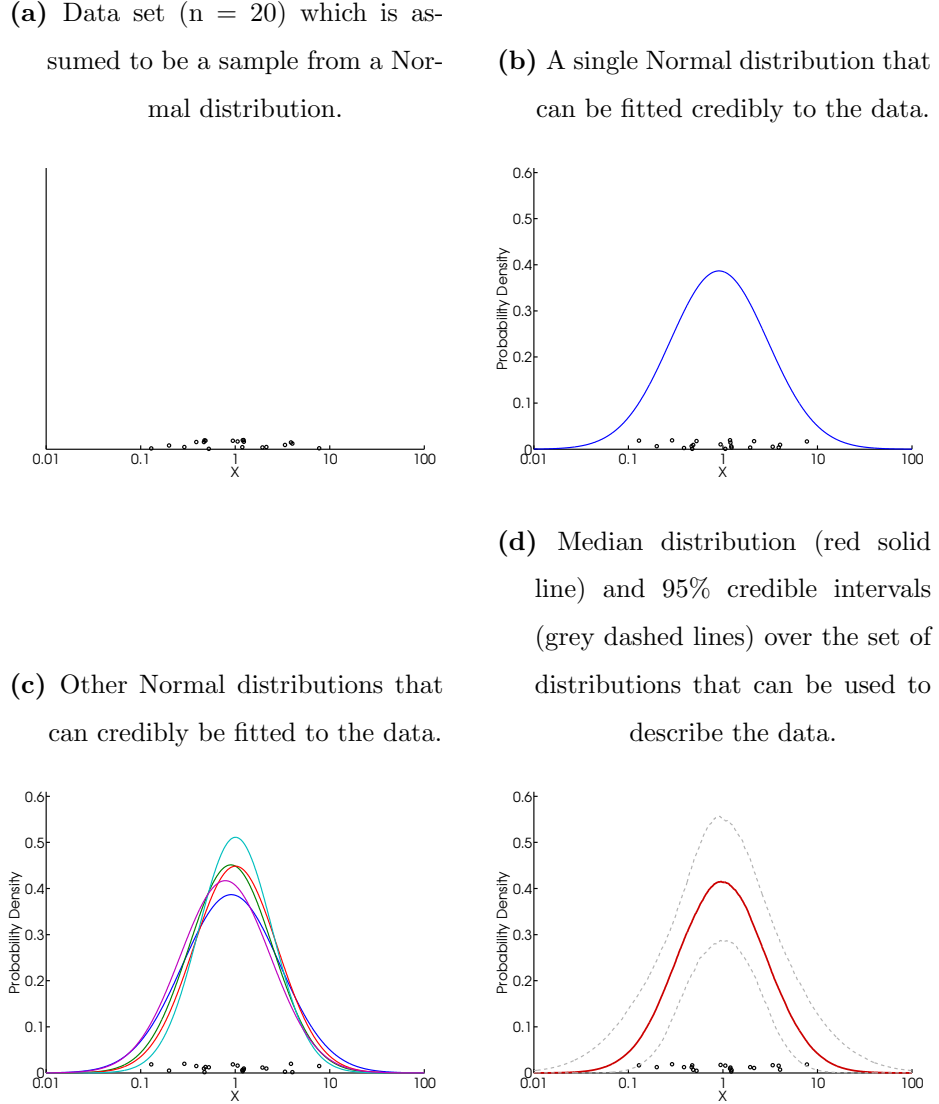 (a) Data set (n = 20) which is as-
sumed to be a sample from a Nor-
mal distribution.
0.01 0.1 1 10 100
X
(b) A single Normal distribution that
can be fitted credibly to the data.
Probability Density
0.6
0.5
0.4
0.3
0.2
0.1
0
0.01 0.1 1 10 100
X
(c) Other Normal distributions that
can credibly be fitted to the data.
Probability Density
0.6
0.5
0.4
0.3
0.2
0.1
0
0.01 0.1 1 10 100
X
(d) Median distribution (red solid
line) and 95% credible intervals
(grey dashed lines) over the set of
distributions that can be used to
describe the data.
Probability Density
0.6
0.5
0.4
0.3
0.2
0.1
0
0.01 0.1 1 10 100
X